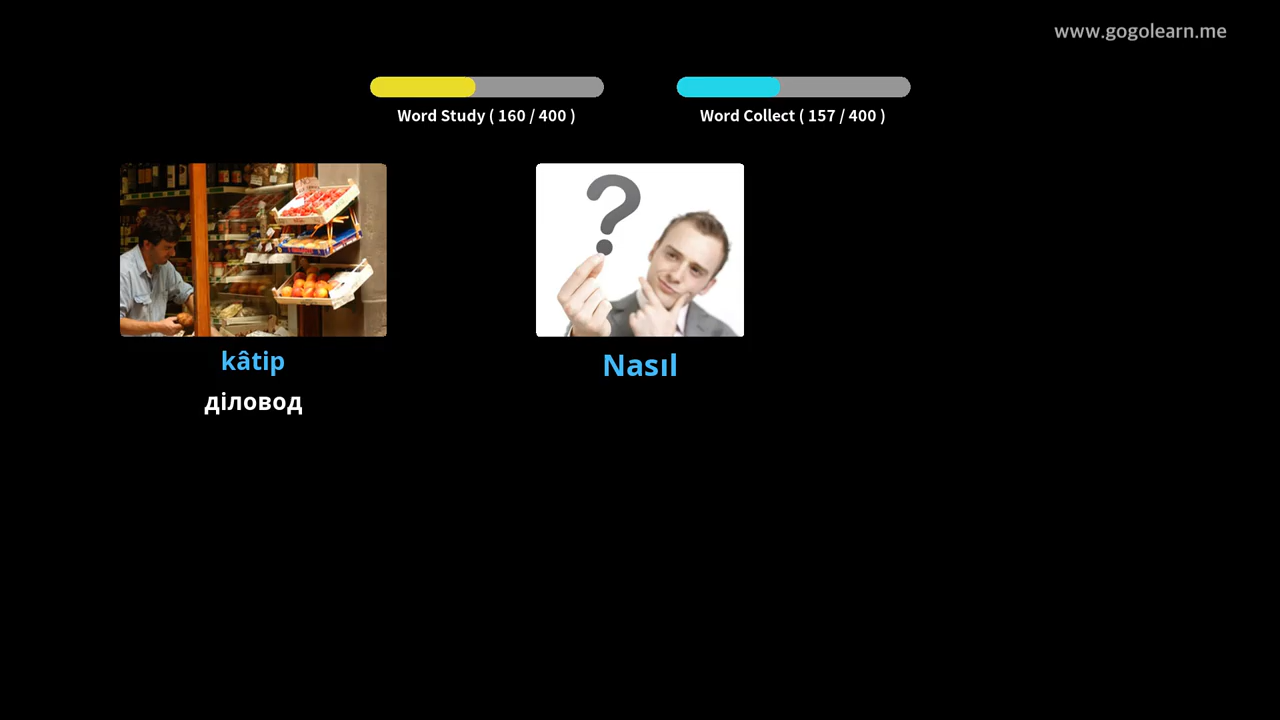 www.gogolearn.me
Word Study ( 160 / 400 )
Word Collect ( 157 / 400 )
kâtip
діловод
Nasıl